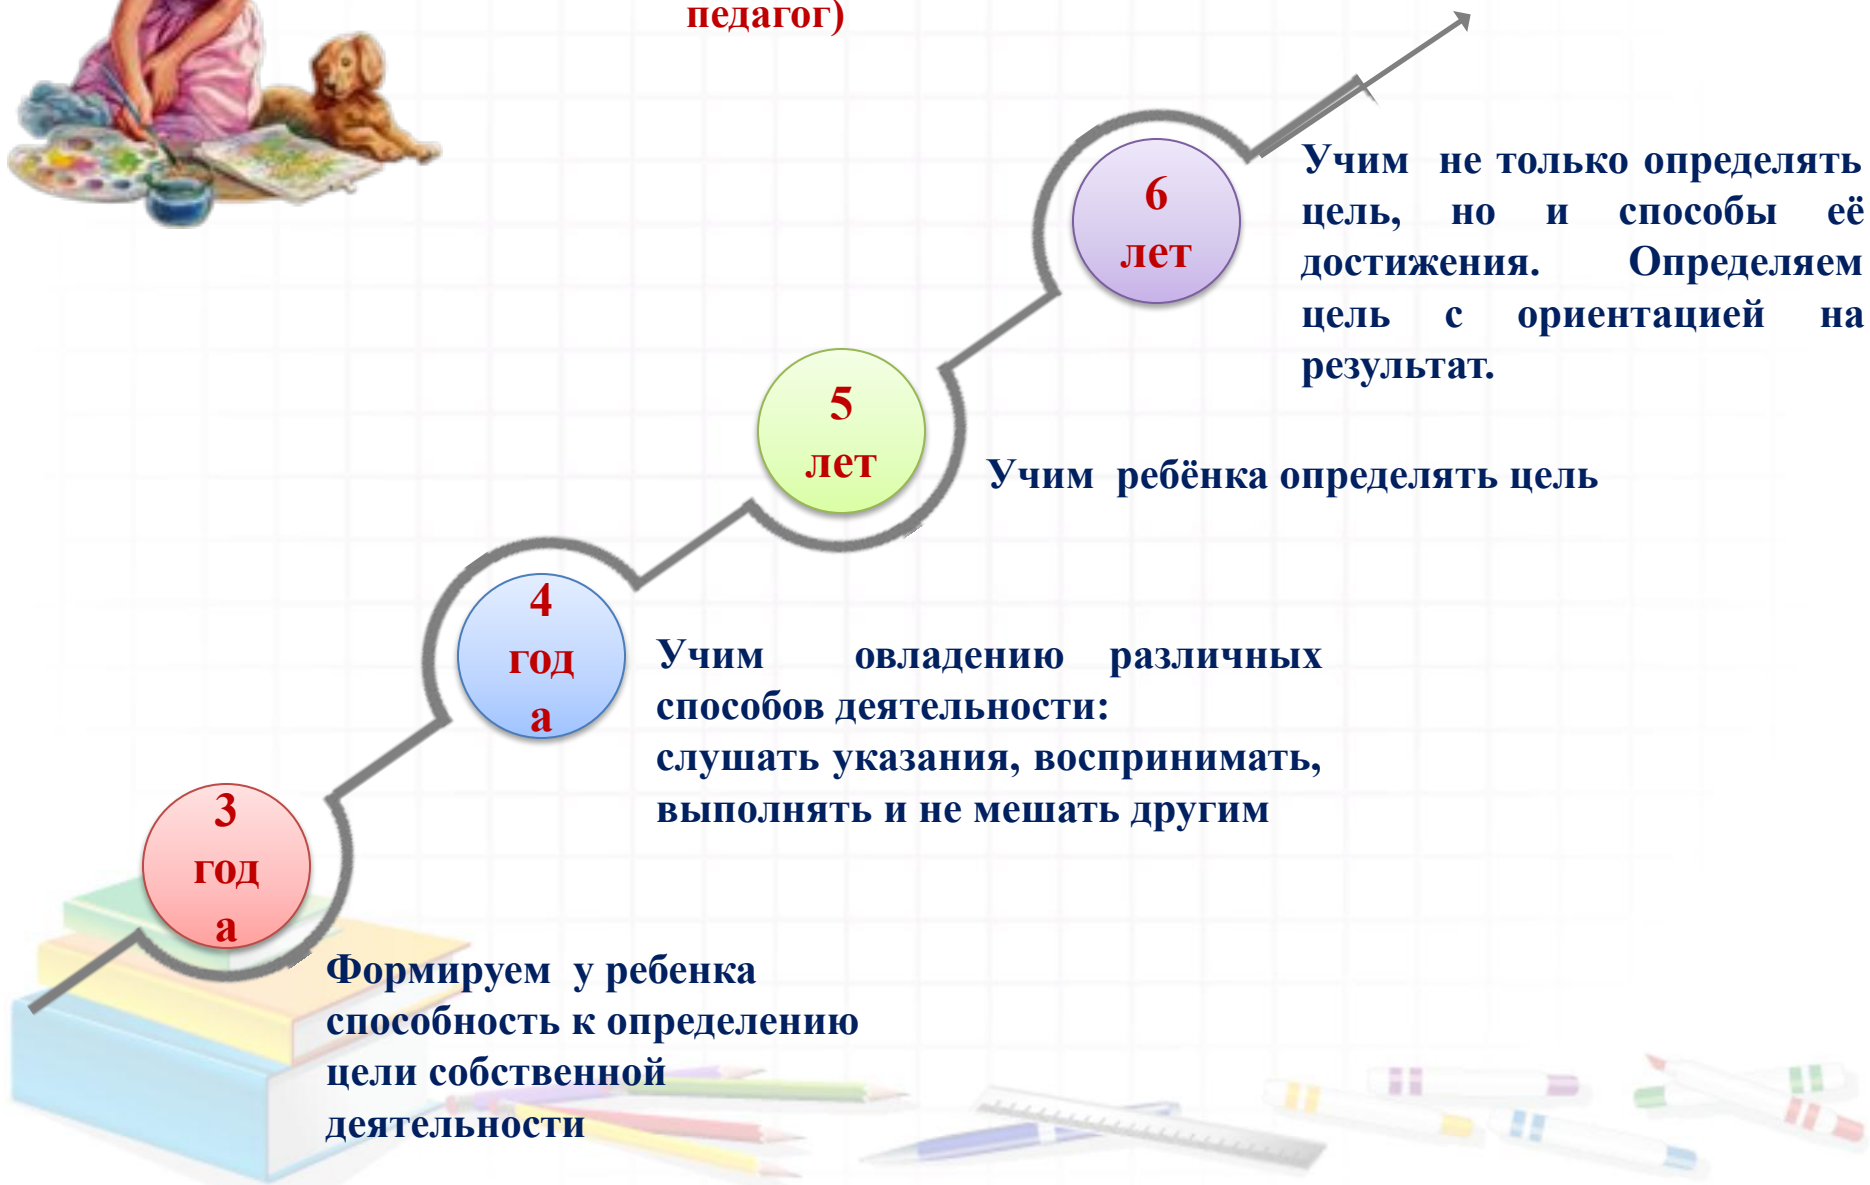 педагог)
6
лет
Учим не только определять
цель, но и способы её
достижения. Определяем
цель с ориентацией на
результат.
5
лет
Учим ребёнка определять цель
4
год
а
Учим овладению различных
способов деятельности:
слушать указания, воспринимать,
выполнять и не мешать другим
3
год
а
Формируем у ребенка
способность к определению
цели собственной
деятельности